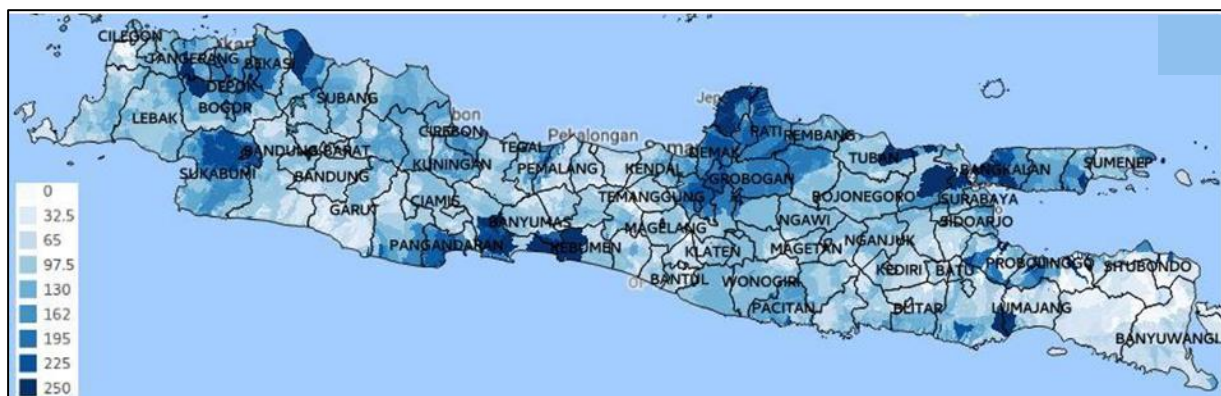 CILEGON
TANGERANG
BEKASI
DEPOK
BOGOR
LEBAK
SUBANG
SUKABUMI
BANDUNG BARAT
BANDUNG
GARUT
CIREBON
KUNINGAN
CIAMIS
PANGANDARAN
TEGAL
Pekalongan
PEMALANG
BANYUMAS
KEBUMEN
KENDAL
TEMANGGUNG
MAGELANG
DEMAK
PATI
REMBANG
GROBOGAN
KLATEN
BANTUL
WONOGIRI
PACITAN
TUBAN
BOJONEGORO
NGAWI
MAGETAN
NGANJUK
KEDIRI
BATU
BLITAR
BANGKALAN
SUMENEP
SURABAYA
SIDOARJO
PROBOLINGGO
SITUBONDO
LUMAJANG
BANYUWANGI
0
32.5
65
97.5
130
162
195
225
250